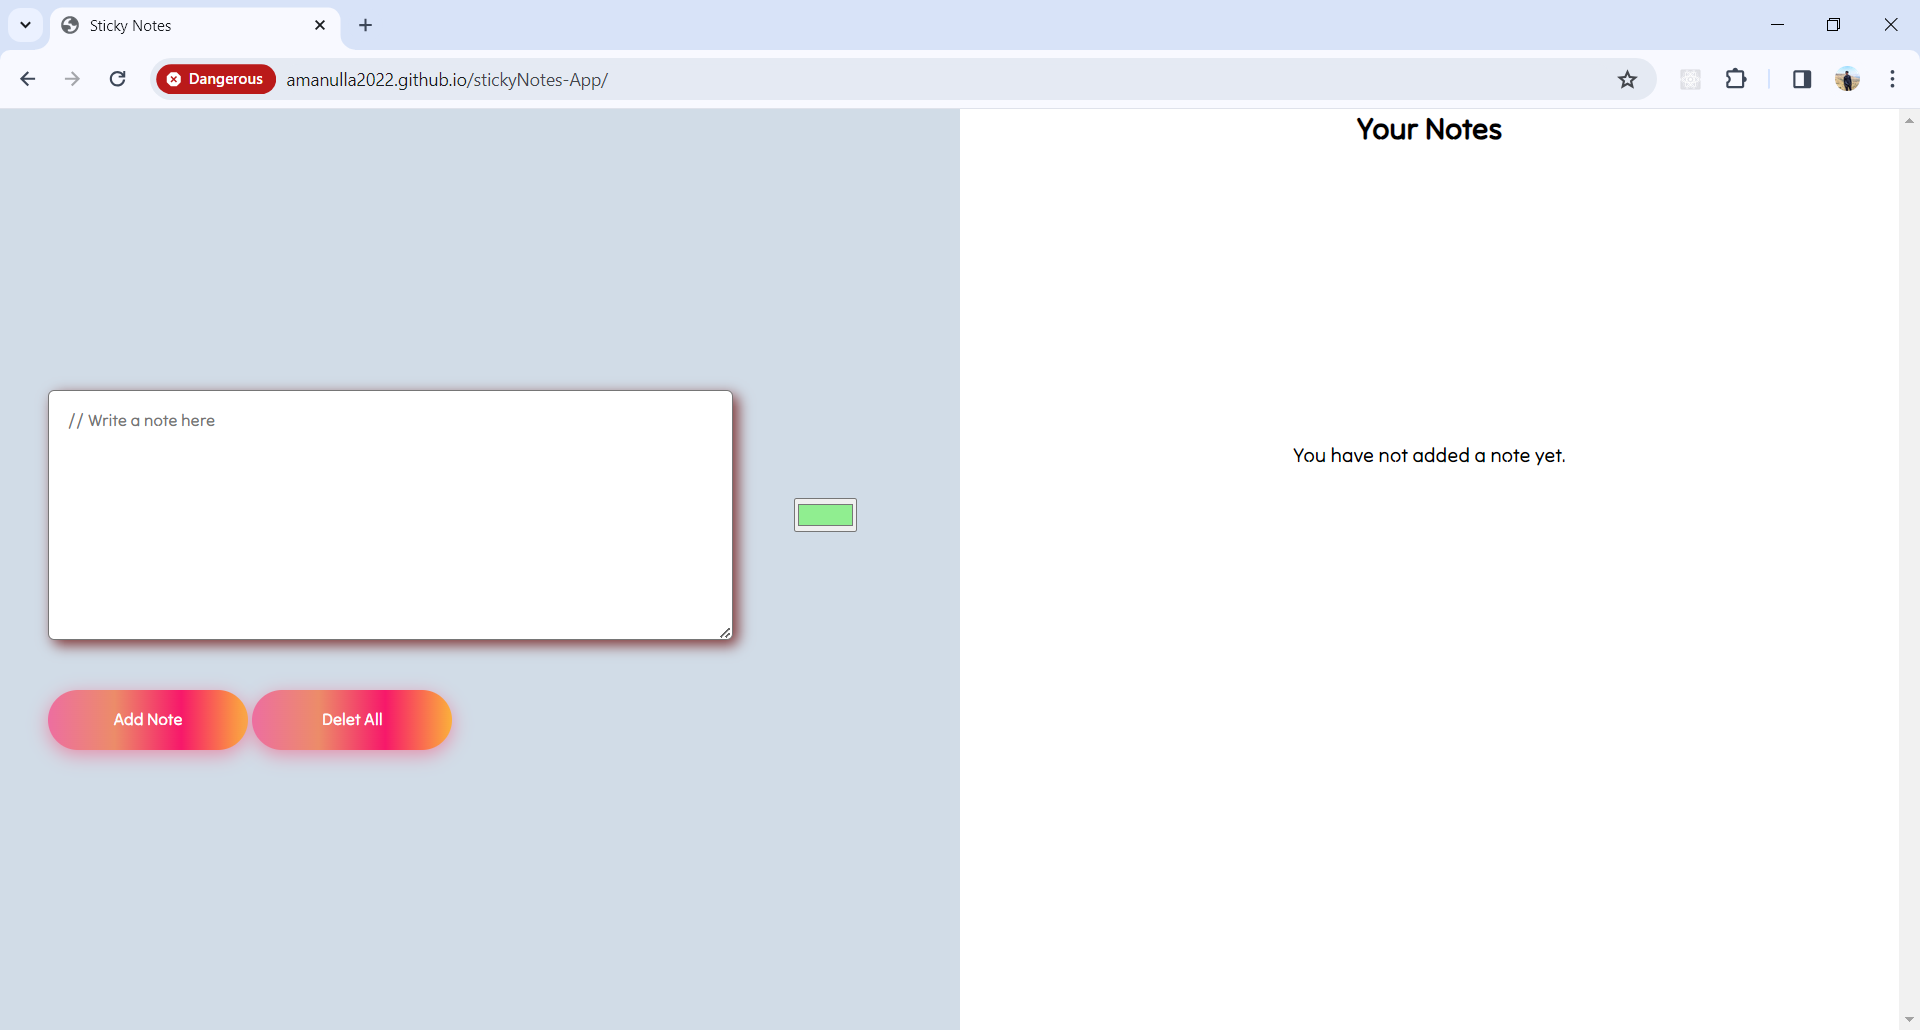 Sticky Notes
Dangerous
amanulla2022.github.io/stickyNotes-App/
// Write a note here
Add Note
Delet All
Your Notes
You have not added a note yet.